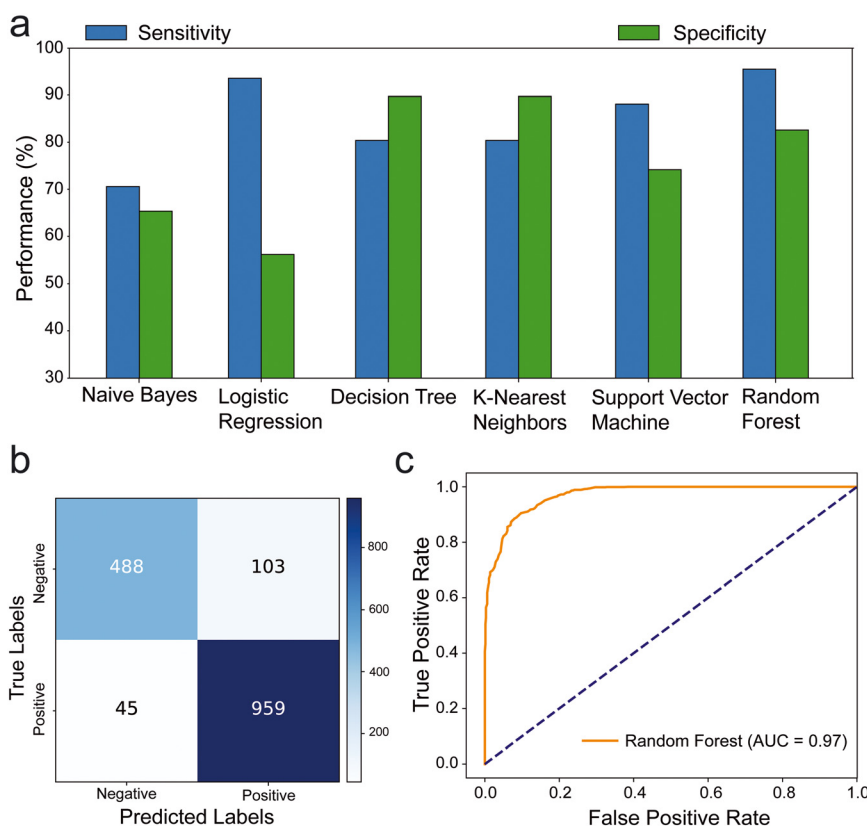 a
Sensitivity
Specificity
Performance (%)
100
90
80
70
60
50
40
30
Naive Bayes
Logistic
Regression
Decision Tree
K-Nearest
Neighbors
Support Vector
Machine
Random
Forest
b
True Labels
Negative
Positive
488
103
45
959
Negative
Positive
Predicted Labels
800
600
400
200
c
True Positive Rate
1.0
0.8
0.6
0.4
0.2
0.0
Random Forest (AUC = 0.97)
0.0
0.2
0.4
0.6
0.8
1.0
False Positive Rate